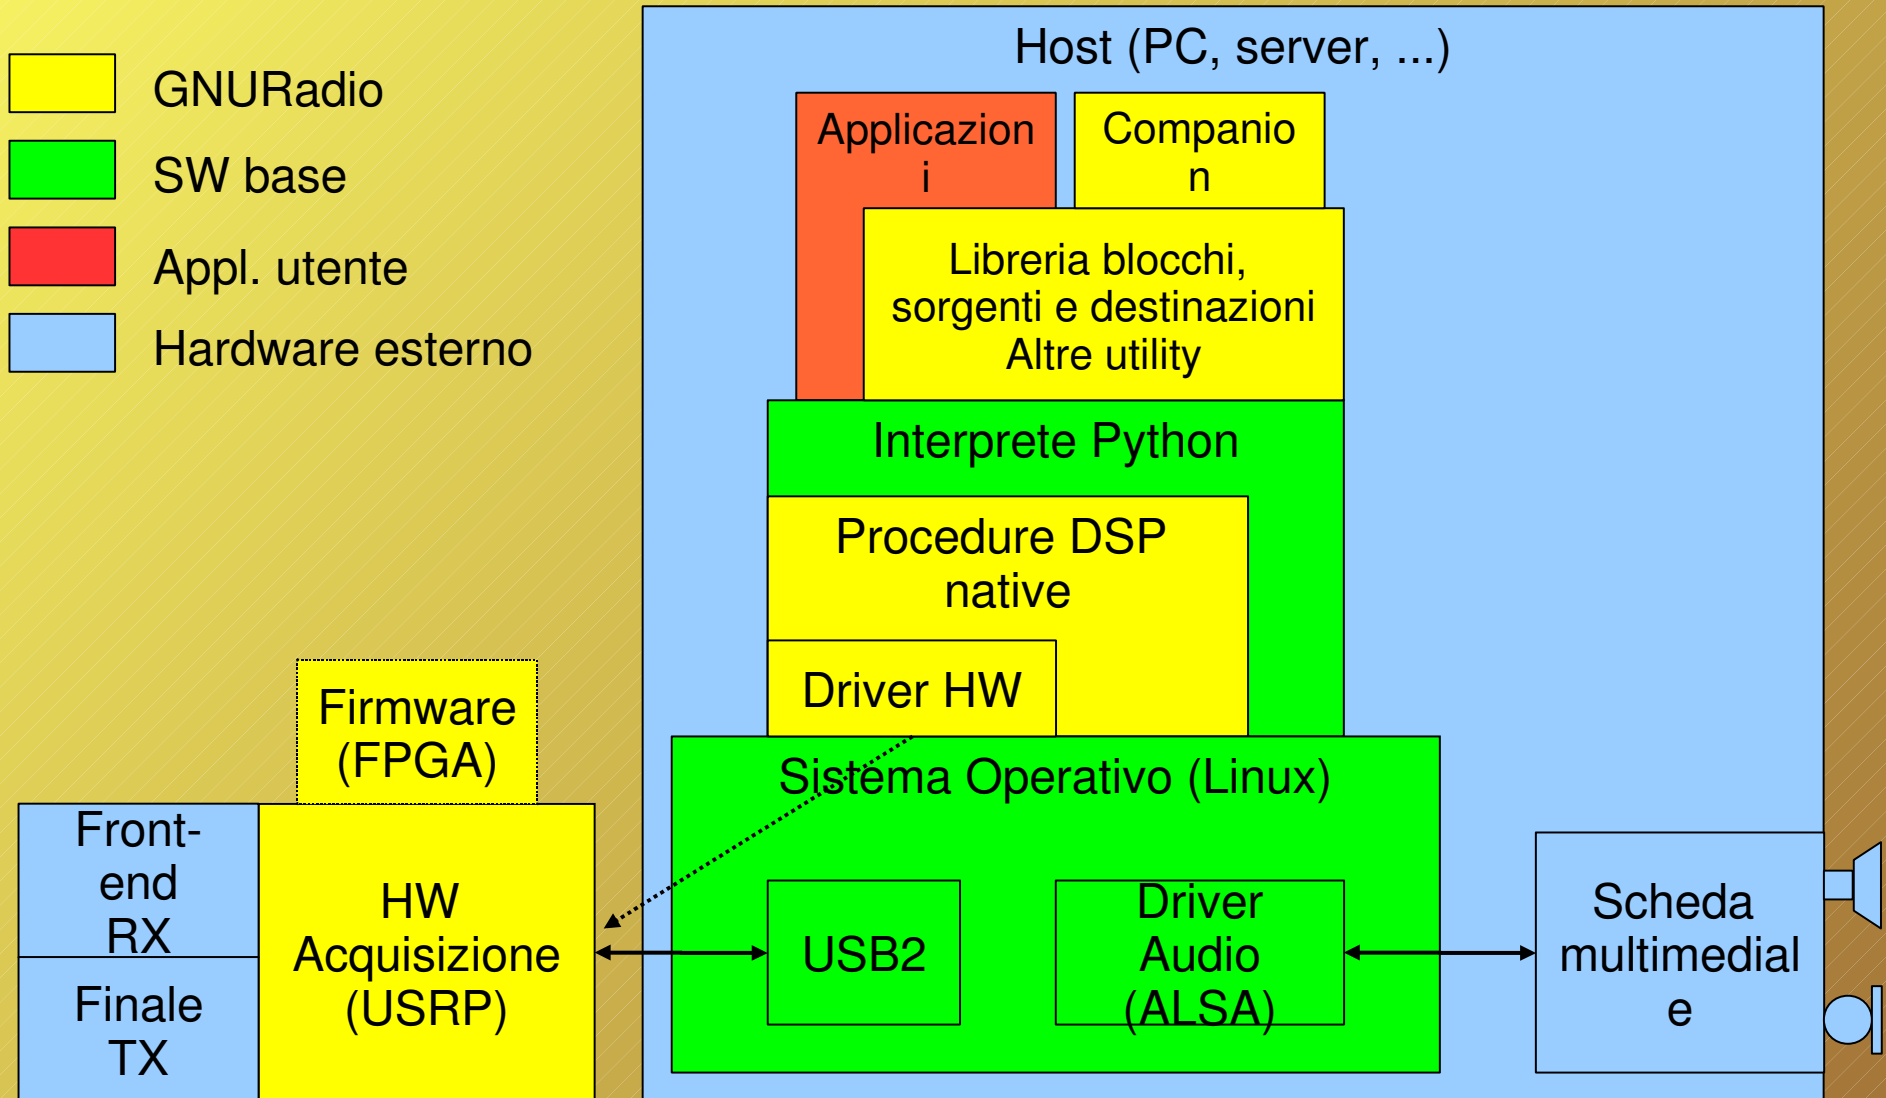 GNURadio
SW base
Appl. utente
Hardware esterno
Host (PC, server, ...)
Applicazon
i
Companio
n
Libreria blocchi,
sorgenti e destinazioni
Altre utility
Interprete Python
Procedure DSP
native
Driver HW
Sistema Operativo (Linux)
USB2
Driver
Audio
(ALSA)
Scheda
multimedial
e
Firmware
(FPGA)
Front-
end
RX
Finale
TX
HW
Acquisizione
(USRP)